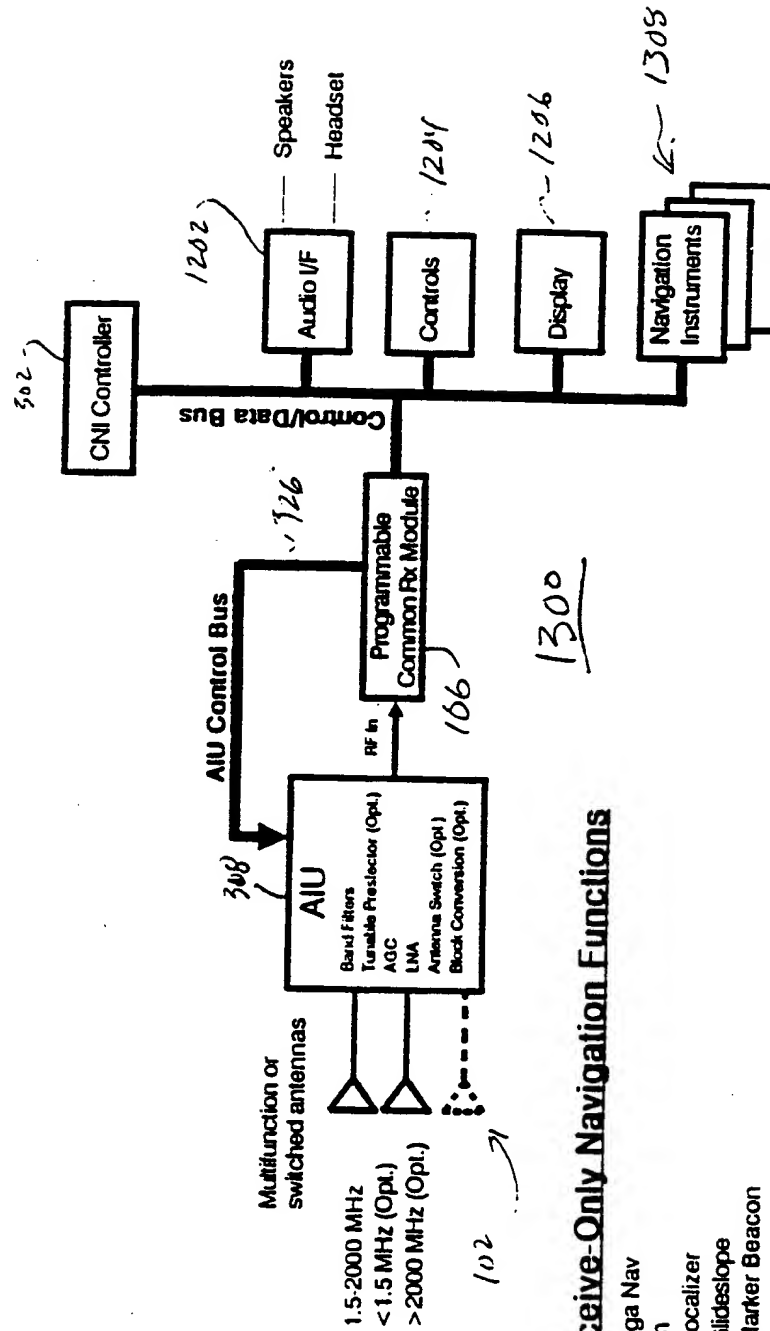 302
CNI Controller
1202
Audio I/F
Speakers
Headset
Controls
1204
Display
1206
Navigation
Instruments
1308
Control/Data Bus
AIU Control Bus
326
Programmable
Common Rx Module
106
RF In
308
AIU
Band Filters
Tunable Preslector (Opt.)
AGC
LNA
Antenna Switch (Opt)
Block Conversion (Opt.)
Multifunction or
switched antennas
1.5-2000 MHz
<1.5 MHz (Opt.)
>2000 MHz (Opt.)
102
1300
ceive-Only Navigation Functions
ga Nav
n
ocalizer
lideslope
larker Beacon